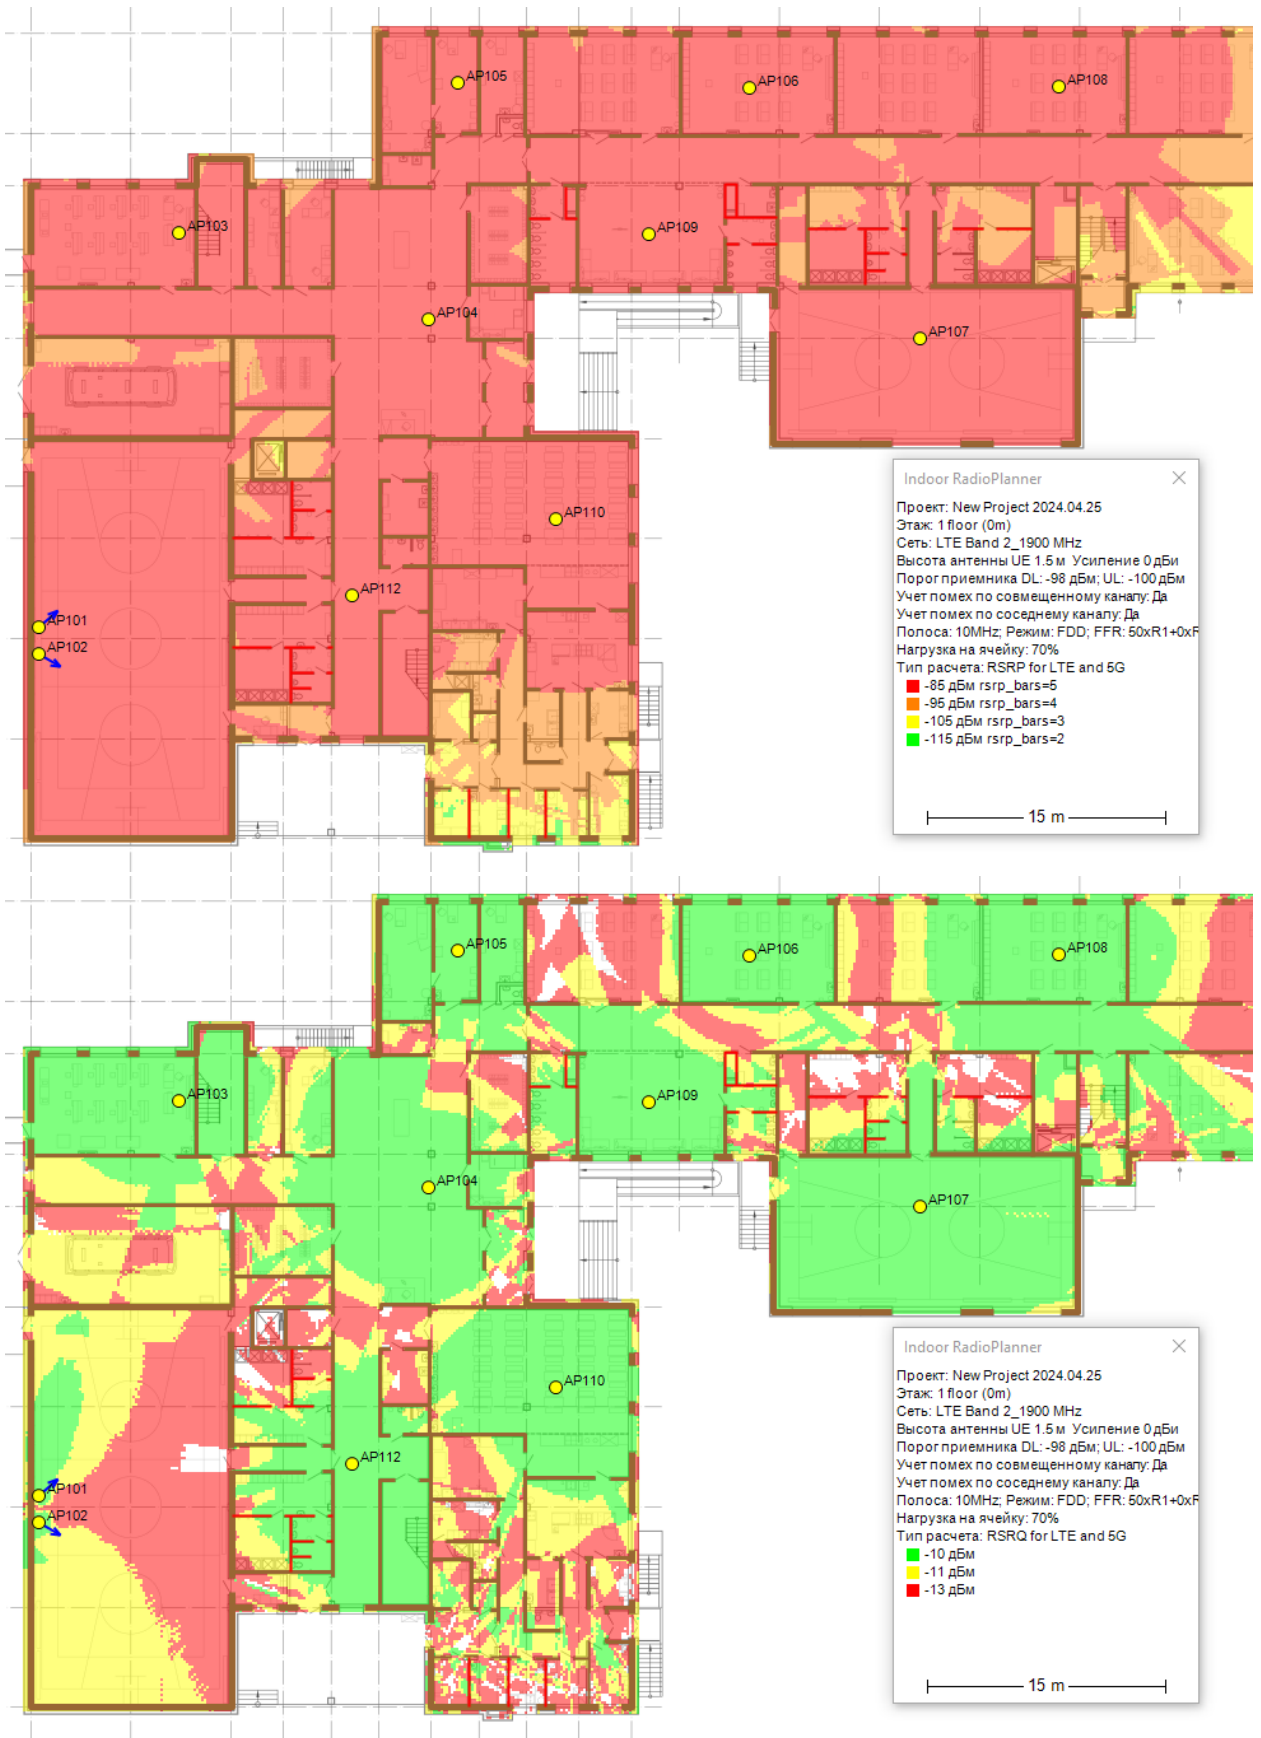 AP105
AP106
AP108
AP103
AP109
AP104
AP107
AP110
AP112
AP101
AP102
Indoor RadioPlanner
Проект: New Project 2024.04.25
Этаж: 1 floor (0m)
Сеть: LTE Band 2_1900 MHz
Высота антенны UE 1.5 м Усиление 0 дБи
Порог приемника DL: -98 дБм; UL: -100 дБм
Учет помех по совмещенному каналу: Да
Учет помех по соседнему каналу: Да
Полоса: 10MHz; Режим: FDD; FFR: 50xR1+0xR
Нагрузка на ячейку: 70%
Тип расчета: RSRP for LTE and 5G
-85 дБм rsrp_bars=5
-95 дБм rsrp_bars=4
-105 дБм rsrp_bars=3
-115 дБм rsrp_bars=2
15 m
AP105
AP106
AP108
AP103
AP109
AP104
AP107
AP110
AP112
AP101
AP102
Indoor RadioPlanner
Проект: New Project 2024.04.25
Этаж: 1 floor (0m)
Сеть: LTE Band 2_1900 MHz
Высота антенны UE 1.5 м Усиление 0 дБи
Порог приемника DL: -98 дБм; UL: -100 дБм
Учет помех по совмещенному каналу: Да
Учет помех по соседнему каналу: Да
Полоса: 10MHz; Режим: FDD; FFR: 50xR1+0xR
Нагрузка на ячейку: 70%
Тип расчета: RSRQ for LTE and 5G
-10 дБм
-11 дБм
-13 дБм
15 m